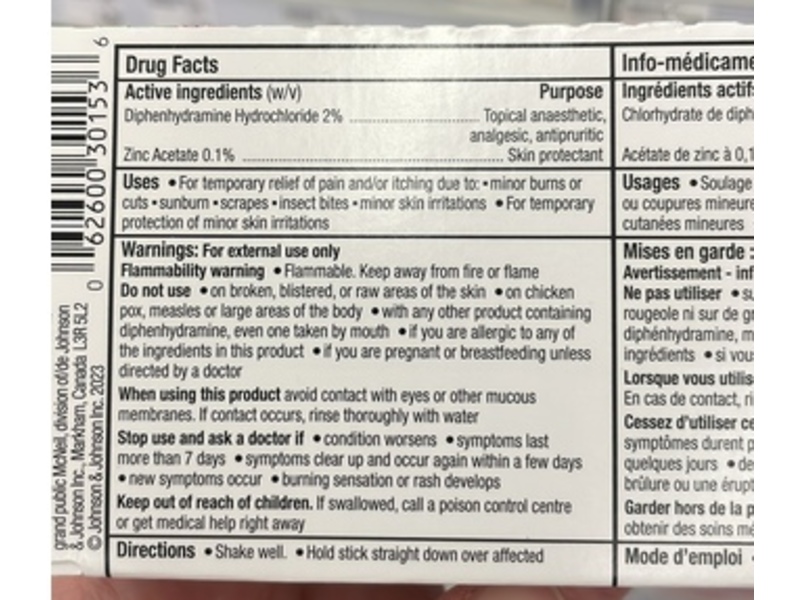 Drug Facts
Active ingredients (w/v) Purpose
Diphenhydramine Hydrochloride 2% ........ Topical anaesthetic,
analgesic, antipruritic
Zinc Acetate 0.1% ........ Skin protectant
Uses • For temporary relief of pain and/or itching due to: • minor burns or
cuts • sunburn • scrapes • insect bites • minor skin irritations • For temporary
protection of minor skin irritations
Warnings: For external use only
Flammability warning • Flammable. Keep away from fire or flame
Do not use • on broken, blistered, or raw areas of the skin • on chicken
pox, measles or large areas of the body • with any other product containing
diphenhydramine, even one taken by mouth • if you are allergic to any of
the ingredients in this product • if you are pregnant or breastfeeding unless
directed by a doctor
When using this product avoid contact with eyes or other mucous
membranes. If contact occurs, rinse thoroughly with water
Stop use and ask a doctor if • condition worsens • symptoms last
more than 7 days • symptoms clear up and occur again within a few days
• new symptoms occur • burning sensation or rash develops
Keep out of reach of children. If swallowed, call a poison control centre
or get medical help right away
Directions • Shake well. • Hold stick straight down over affected
Info-médicame
Ingrédients actifs
Chlorhydrate de diph
Acétate de zinc à 0,1
Usages • Soulage
ou coupures mineure
cutanées mineures
Mises en garde :
Avertissement - inf
Ne pas utiliser • su
rougeole ni sur de gr
diphénhydramine, m
ingrédients • si vou
Lorsque vous utilis
En cas de contact, ri
Cessez d'utiliser ce
symptômes durent p
quelques jours • de
brûlure ou une érupt
Garder hors de la p
obtenir des soins mé
Mode d'emploi
0 62600 30153 6
grand public McNeil, division of/de Johnson
& Johnson Inc., Markham, Canada L3R 5L2
© Johnson & Johnson Inc. 2023